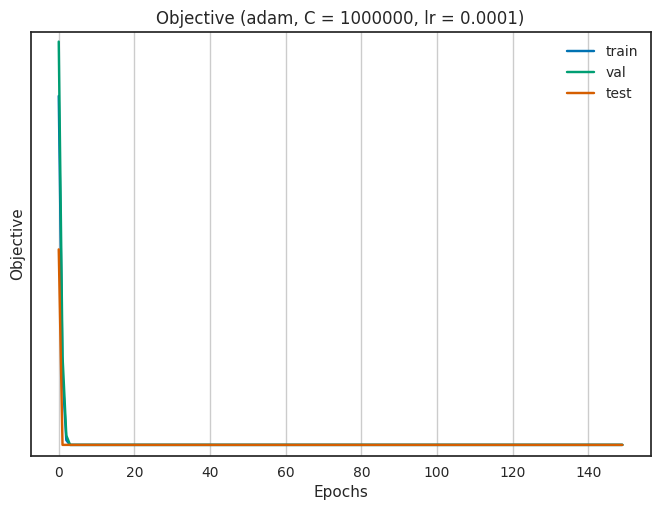 Objective (adam, C = 1000000, lr = 0.0001)
train
val
test
Objective
0 20 40 60 80 100 120 140
Epochs